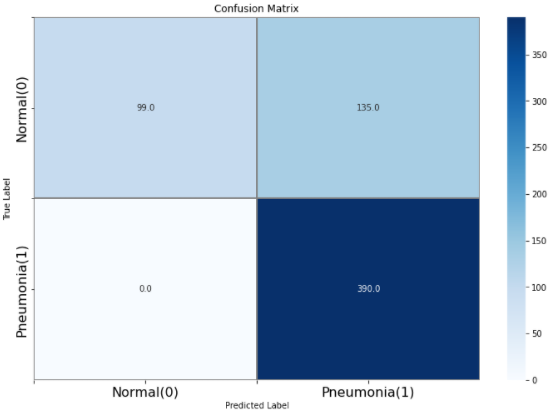 Confusion Matrix
True Label
Normal(0)
Pneumonia(1)
99.0
135.0
0.0
390.0
Normal(0)
Pneumonia(1)
Predicted Label
350
300
250
200
150
100
50
0